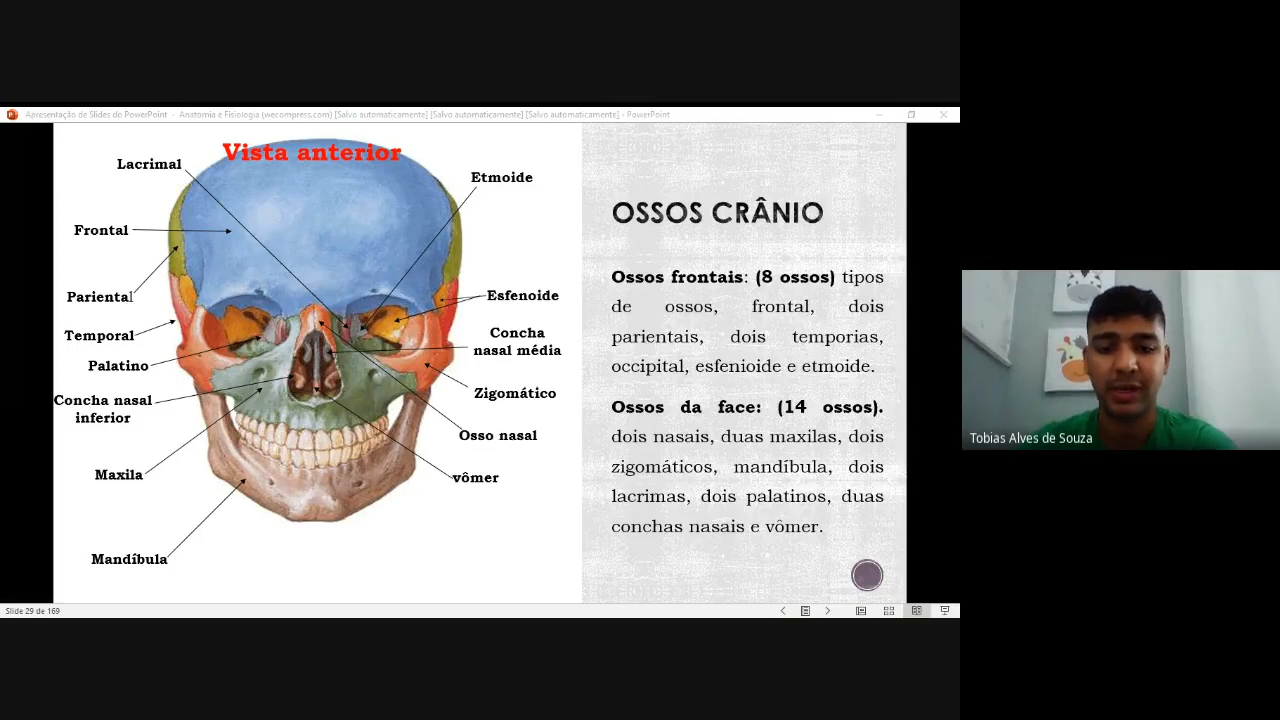 Apresentação de Slides do PowerPoint - Anatomia e Fisiologia (wecompress.com) [Salvo automaticamente] [Salvo automaticamente] [Salvo automaticamente] - PowerPoint
Vista anterior
Lacrimal
Etmoide
Frontal
Pariental
Esfenoide
Temporal
Concha
nasal média
Palatino
Zigomático
Concha nasal
inferior
Osso nasal
Maxila
vômer
Mandíbula
OSSOS CRÂNIO
Ossos frontais: (8 ossos) tipos
de ossos, frontal, dois
parientais, dois temporias,
occipital, esfenioide e etmoide.
Ossos da face: (14 ossos).
dois nasais, duas maxilas, dois
zigomáticos, mandíbula, dois
lacrimas, dois palatinos, duas
conchas nasais e vômer.
Slide 29 de 169
Tobias Alves de Souza